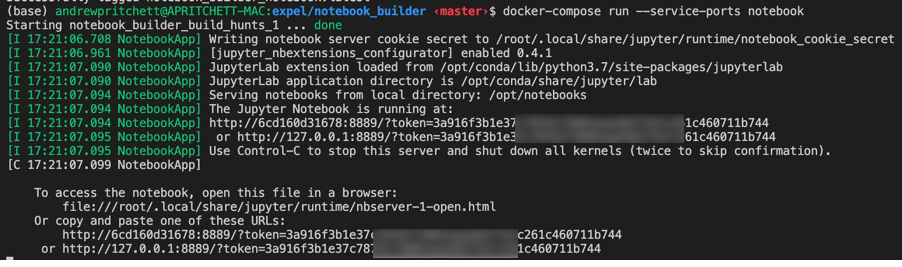 (base) andrewpritchett@APRITCHETT-MAC:expel/notebook_builder ‹master›$ docker-compose run --service-ports notebook
Starting notebook_builder_build_hunts_1 ... done
[I 17:21:06.708 NotebookApp] Writing notebook server cookie secret to /root/.local/share/jupyter/runtime/notebook_cookie_secret
[I 17:21:06.961 NotebookApp] [jupyter_nbextensions_configurator] enabled 0.4.1
[I 17:21:07.090 NotebookApp] JupyterLab extension loaded from /opt/conda/lib/python3.7/site-packages/jupyterlab
[I 17:21:07.090 NotebookApp] JupyterLab application directory is /opt/conda/share/jupyter/lab
[I 17:21:07.094 NotebookApp] Serving notebooks from local directory: /opt/notebooks
[I 17:21:07.094 NotebookApp] The Jupyter Notebook is running at:
[I 17:21:07.094 NotebookApp] http://6cd160d31678:8889/?token=3a916f3b1e37 1c460711b744
[I 17:21:07.095 NotebookApp] or http://127.0.0.1:8889/?token=3a916f3b1e3 61c460711b744
[I 17:21:07.095 NotebookApp] Use Control-C to stop this server and shut down all kernels (twice to skip confirmation).
[C 17:21:07.099 NotebookApp]
To access the notebook, open this file in a browser:
file:///root/.local/share/jupyter/runtime/nbserver-1-open.html
Or copy and paste one of these URLs:
http://6cd160d31678:8889/?token=3a916f3b1e37 c261c460711b744
or http://127.0.0.1:8889/?token=3a916f3b1e37c787 1c460711b744